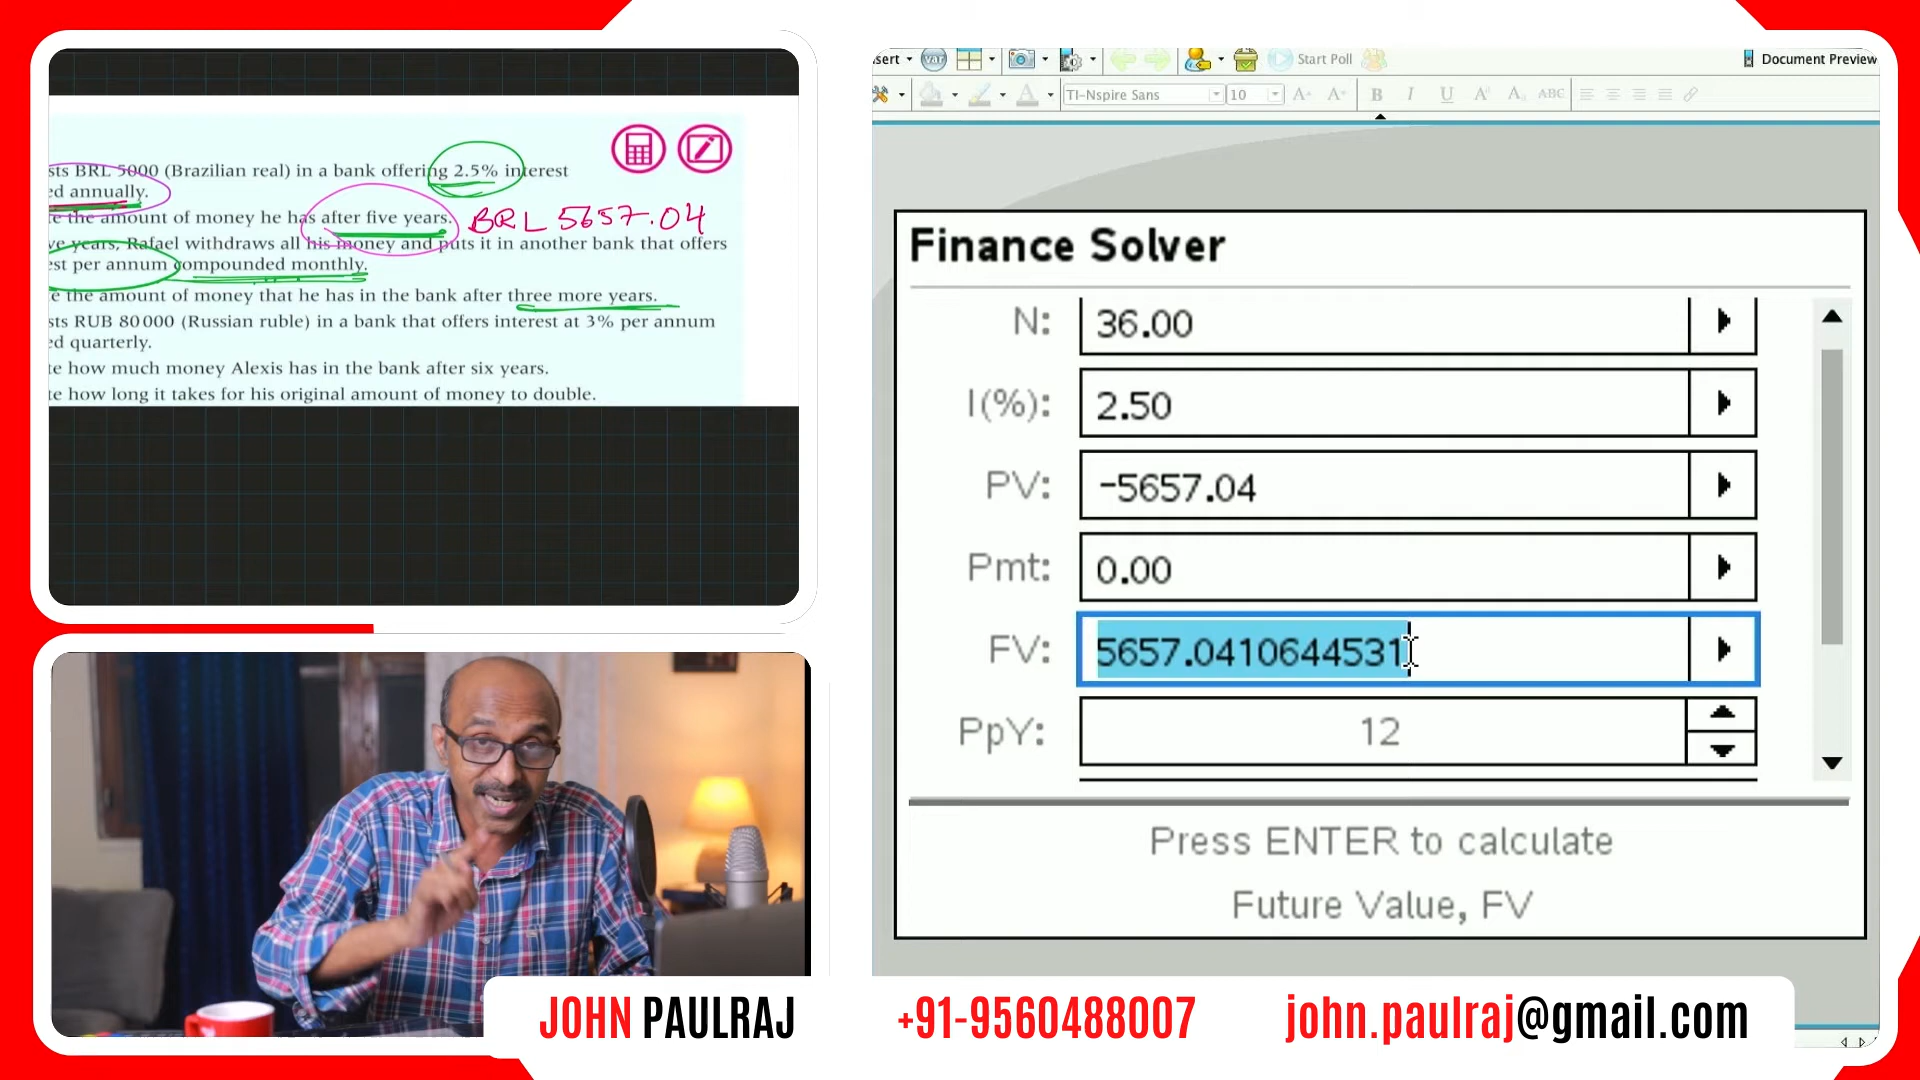 sts BRL 5000 (Brazilian real) in a bank offering 2.5% interest
ed annually.
e the amount of money he has after five years.
BRL 5657.04
ve years, Rafael withdraws all his money and puts it in another bank that offers
est per annum compounded monthly.
e the amount of money that he has in the bank after three more years.
sts RUB 80000 (Russian ruble) in a bank that offers interest at 3% per annum
ed quarterly.
te how much money Alexis has in the bank after six years.
te how long it takes for his original amount of money to double.
sert
var
Start Poll
Document Preview
TI-Nspire Sans
10
A
A
A
B
I
U
A
A
ABC
Finance Solver
N: 36.00
I(%): 2.50
PV: -5657.04
Pmt: 0.00
FV: 5657.0410644531
PpY: 12
Press ENTER to calculate
Future Value, FV
JOHN PAULRAJ
+91-9560488007
john.paulraj@gmail.com